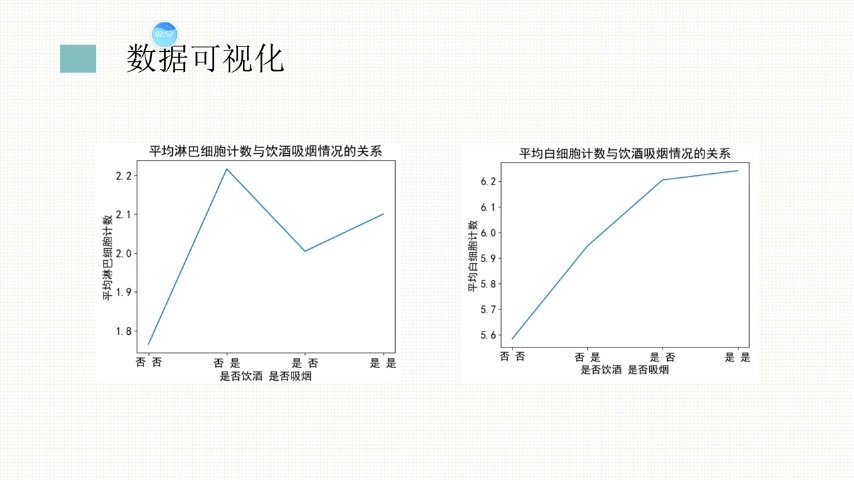 02:52
数据可视化
平均淋巴细胞计数与饮酒吸烟情况的关系
平均淋巴细胞计数
2.2
2.1
2.0
1.9
1.8
否 否
否 是
是 否
是 是
是否饮酒 是否吸烟
平均白细胞计数与饮酒吸烟情况的关系
平均白细胞计数
6.2
6.1
6.0
5.9
5.8
5.7
5.6
否 否
否 是
是 否
是 是
是否饮酒 是否吸烟